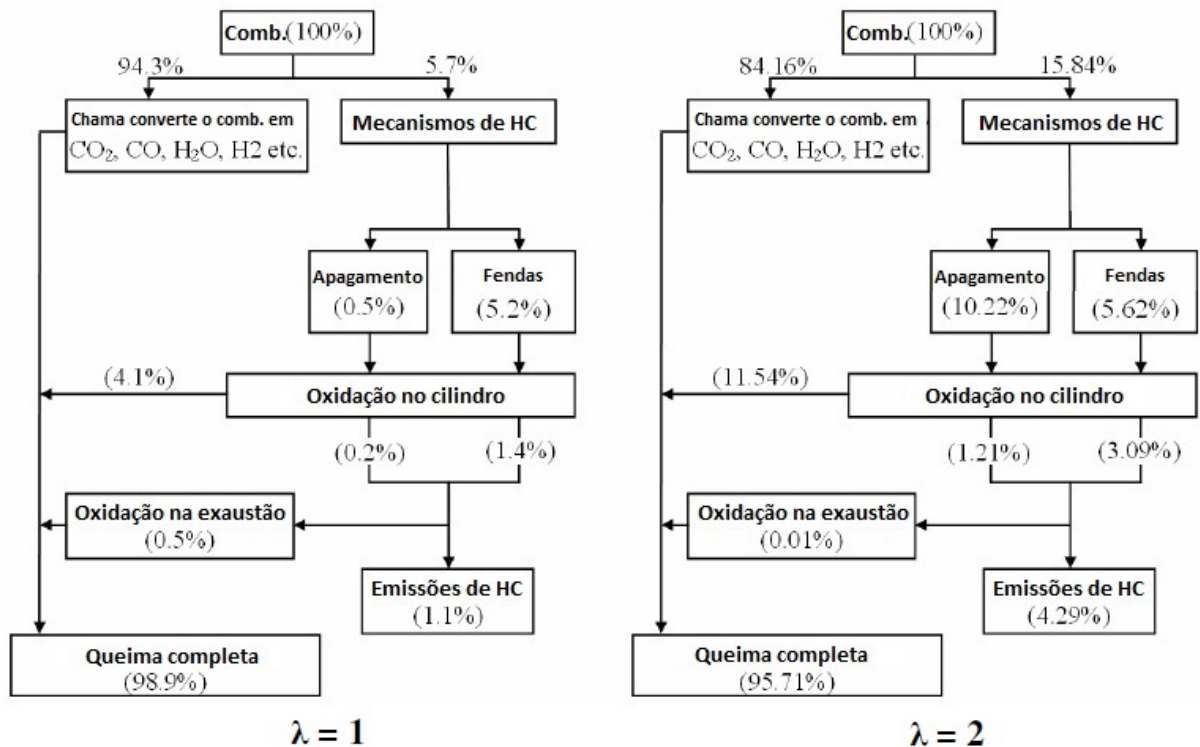 Comb.(100%)
94.3%
5.7%
Chama converte o comb. em
CO₂, CO, H₂O, H2 etc.
Mecanismos de HC
Apagamento
(0.5%)
Fendas
(5.2%)
(4.1%)
Oxidação no cilindro
(0.2%)
(1.4%)
Oxidação na exaustão
(0.5%)
Emissões de HC
(1.1%)
Queima completa
(98.9%)
λ = 1
Comb.(100%)
84.16%
15.84%
Chama converte o comb. em
CO₂, CO, H₂O, H2 etc.
Mecanismos de HC
Apagamento
(10.22%)
Fendas
(5.62%)
(11.54%)
Oxidação no cilindro
(1.21%)
(3.09%)
Oxidação na exaustão
(0.01%)
Emissões de HC
(4.29%)
Queima completa
(95.71%)
λ = 2